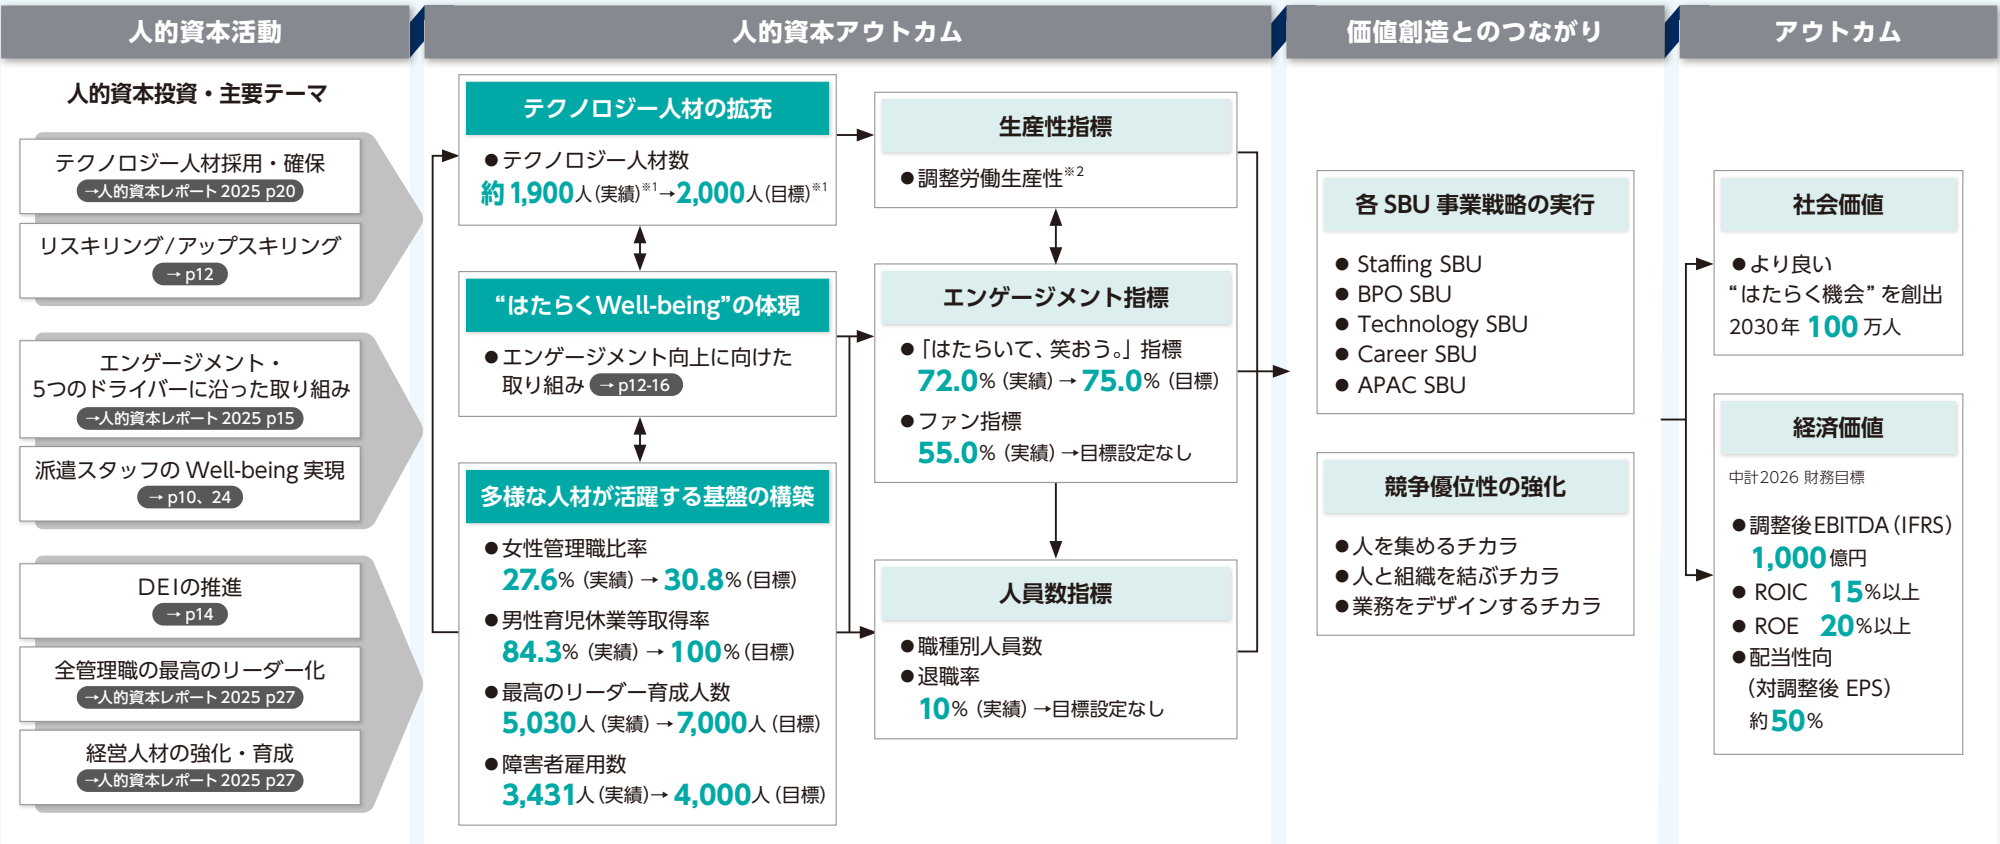 人的資本活動
人的資本投資・主要テーマ
テクノロジー人材採用・確保
→人的資本レポート 2025 p20
リスキリング/アップスキリング
→ p12
エンゲージメント・
5つのドライバーに沿った取り組み
→人的資本レポート 2025 p15
派遣スタッフの Well-being 実現
→ p10、24
DEIの推進
→ p14
全管理職の最高のリーダー化
→人的資本レポート 2025 p27
経営人材の強化・育成
→人的資本レポート 2025 p27
人的資本アウトカム
テクノロジー人材の拡充
●テクノロジー人材数
約1,900人(実績)※1→2,000人(目標)※1
“はたらくWell-being”の体現
●エンゲージメント向上に向けた
取り組み → p12-16
多様な人材が活躍する基盤の構築
●女性管理職比率
27.6%(実績)→ 30.8%(目標)
●男性育児休業等取得率
84.3%(実績)→ 100%(目標)
●最高のリーダー育成人数
5,030人(実績)→7,000人(目標)
●障害者雇用数
3,431人(実績)→ 4,000人(目標)
生産性指標
●調整労働生産性※2
エンゲージメント指標
●「はたらいて、笑おう。」指標
72.0%(実績)→ 75.0%(目標)
●ファン指標
55.0%(実績)→目標設定なし
人員数指標
●職種別人員数
●退職率
10%(実績)→目標設定なし
価値創造とのつながり
各 SBU 事業戦略の実行
● Staffing SBU
● BPO SBU
● Technology SBU
● Career SBU
● APAC SBU
競争優位性の強化
●人を集めるチカラ
●人と組織を結ぶチカラ
●業務をデザインするチカラ
アウトカム
社会価値
●より良い
“はたらく機会”を創出
2030年 100万人
経済価値
中計2026 財務目標
●調整後EBITDA(IFRS)
1,000億円
● ROIC 15%以上
● ROE 20%以上
●配当性向
(対調整後 EPS)
約50%